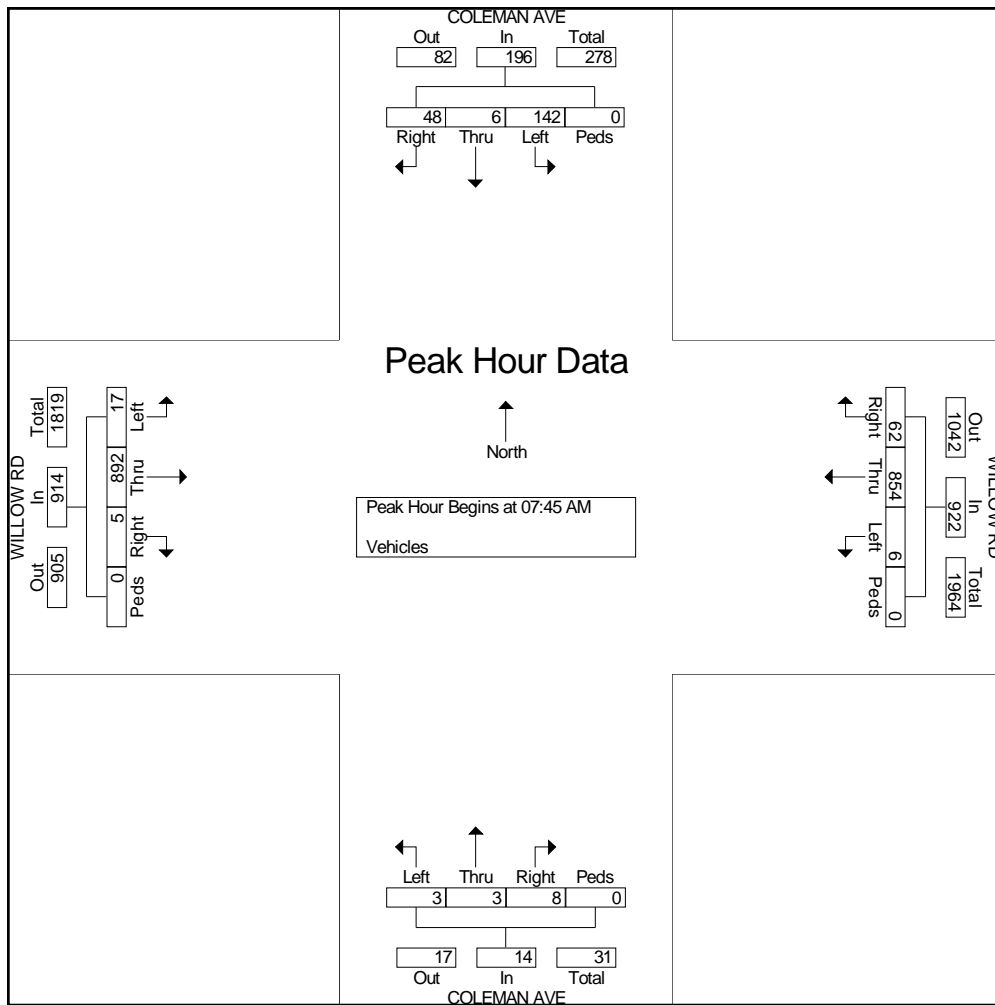 COLEMAN AVE
Out In Total
82 196 278
48 6 142 0
Right Thru Left Peds
Peak Hour Data
North
Peak Hour Begins at 07:45 AM
Vehicles
WILLOW RD
Total In Out
1819 914 905
17 892 5 0
Left Thru Right Peds
WILLOW RD
Out In Total
1042 922 1964
62 854 6 0
Right Thru Left Peds
Left Thru Right Peds
3 3 8 0
17 14 31
Out In Total
COLEMAN AVE